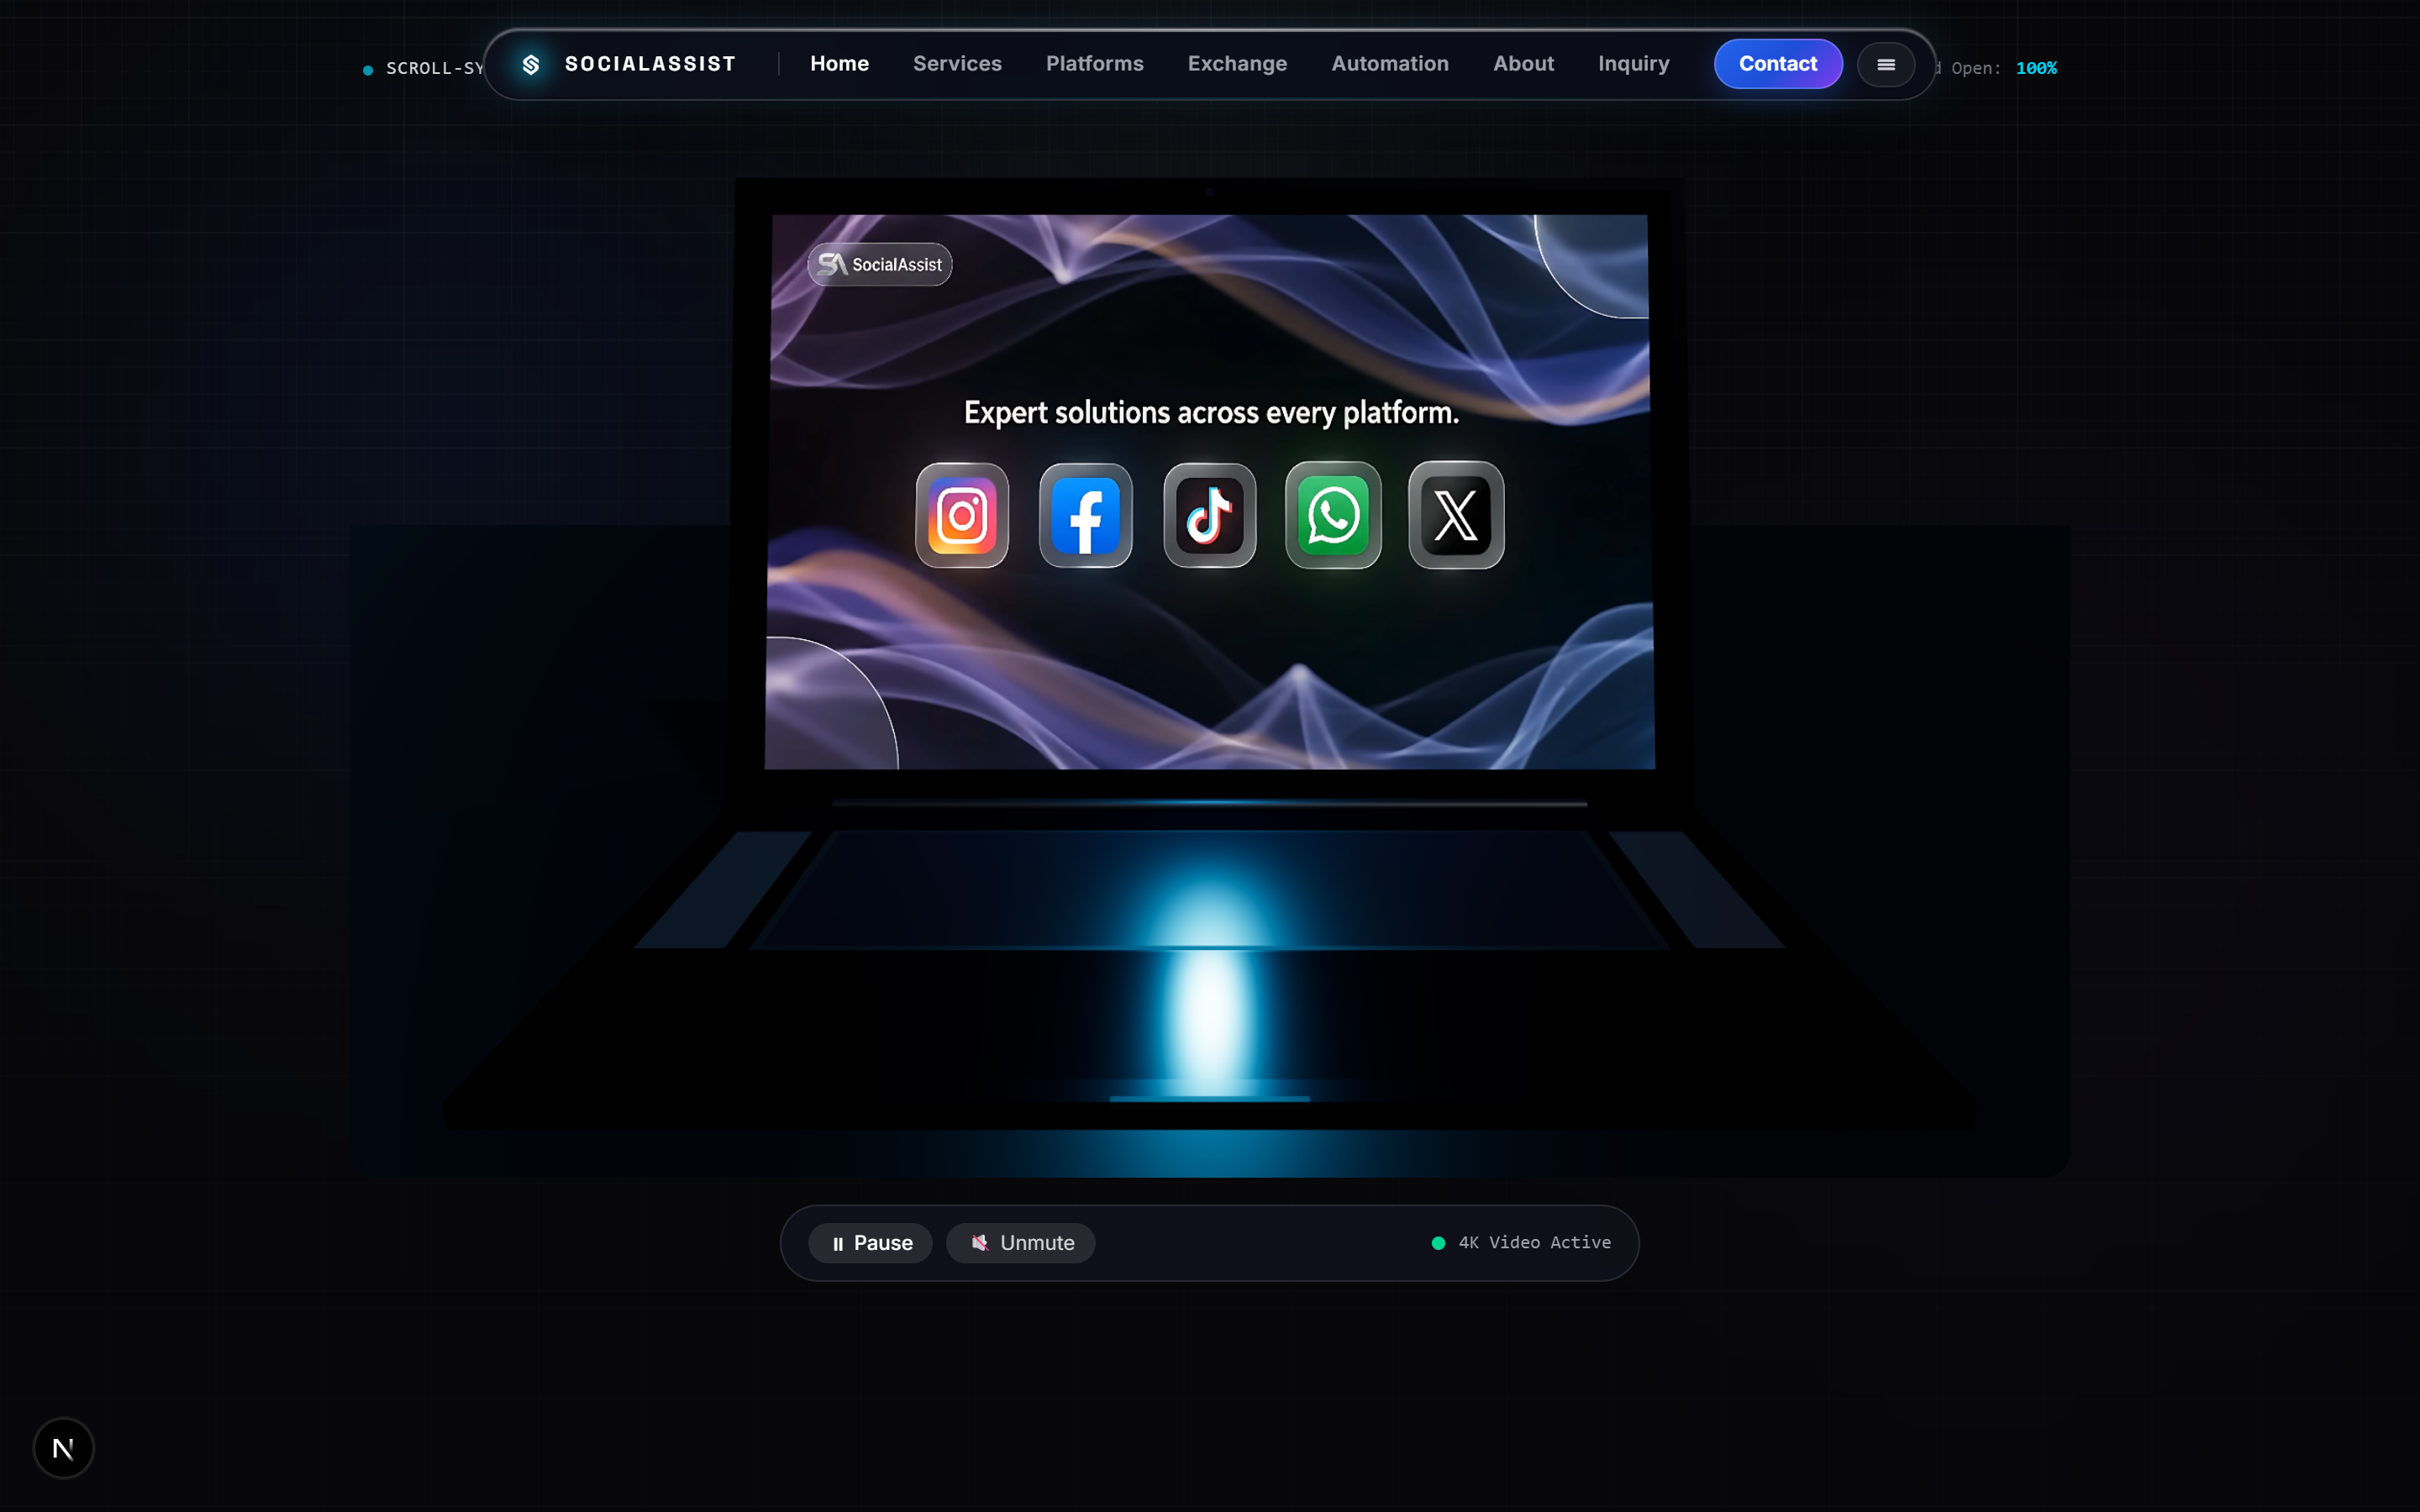 SCROLL-SY
SOCIALASSIST
Home
Services
Platforms
Exchange
Automation
About
Inquiry
Contact
Open: 100%
SA SocialAssist
Expert solutions across every platform.
Pause
Unmute
4K Video Active
N